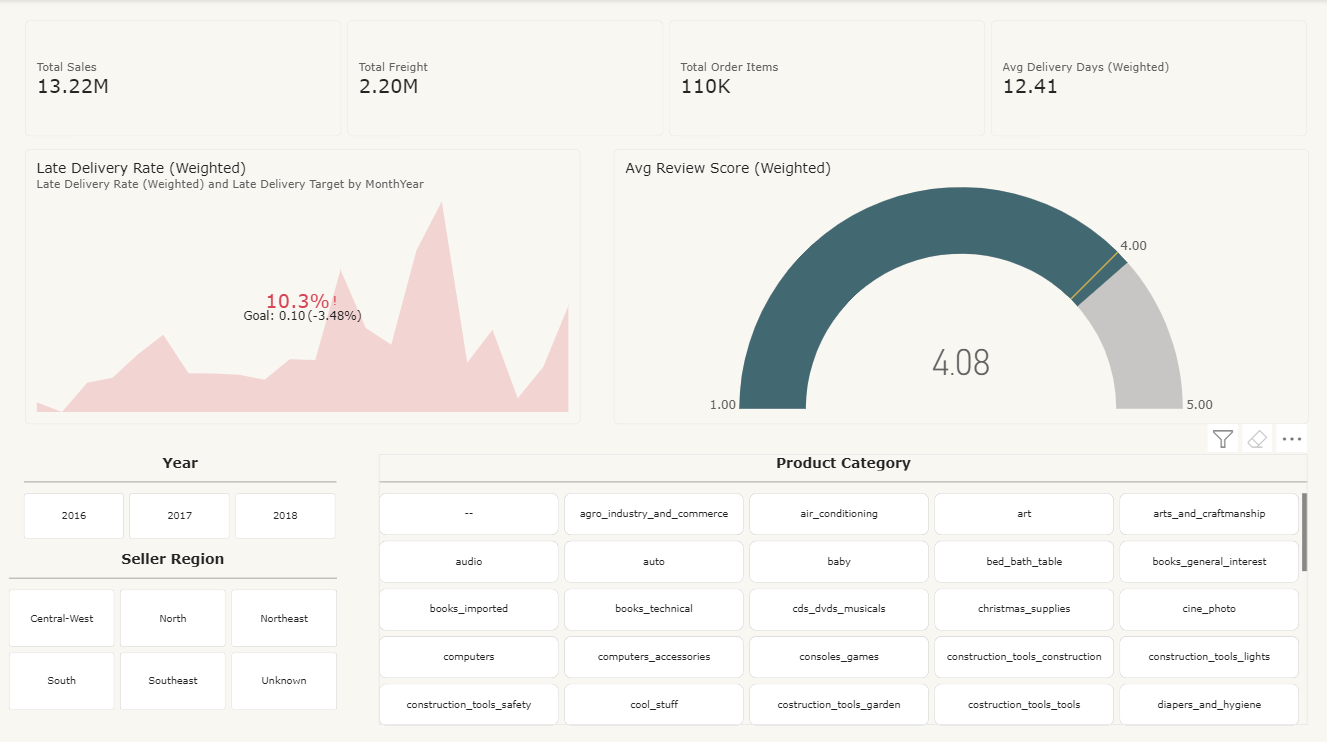 Total Sales
13.22M
Total Freight
2.20M
Total Order Items
110K
Avg Delivery Days (Weighted)
12.41
Late Delivery Rate (Weighted)
Late Delivery Rate (Weighted) and Late Delivery Target by MonthYear
10.3%!
Goal: 0.10 (-3.48%)
Avg Review Score (Weighted)
4.00
4.08
1.00
5.00
Year
2016 2017 2018
Seller Region
Central-West North Northeast
South Southeast Unknown
Product Category
-- agro_industry_and_commerce air_conditioning art arts_and_craftmanship
audio auto baby bed_bath_table books_general_interest
books_imported books_technical cds_dvds_musicals christmas_supplies cine_photo
computers computers_accessories consoles_games construction_tools_construction construction_tools_lights
construction_tools_safety cool_stuff costruction_tools_garden costruction_tools_tools diapers_and_hygiene